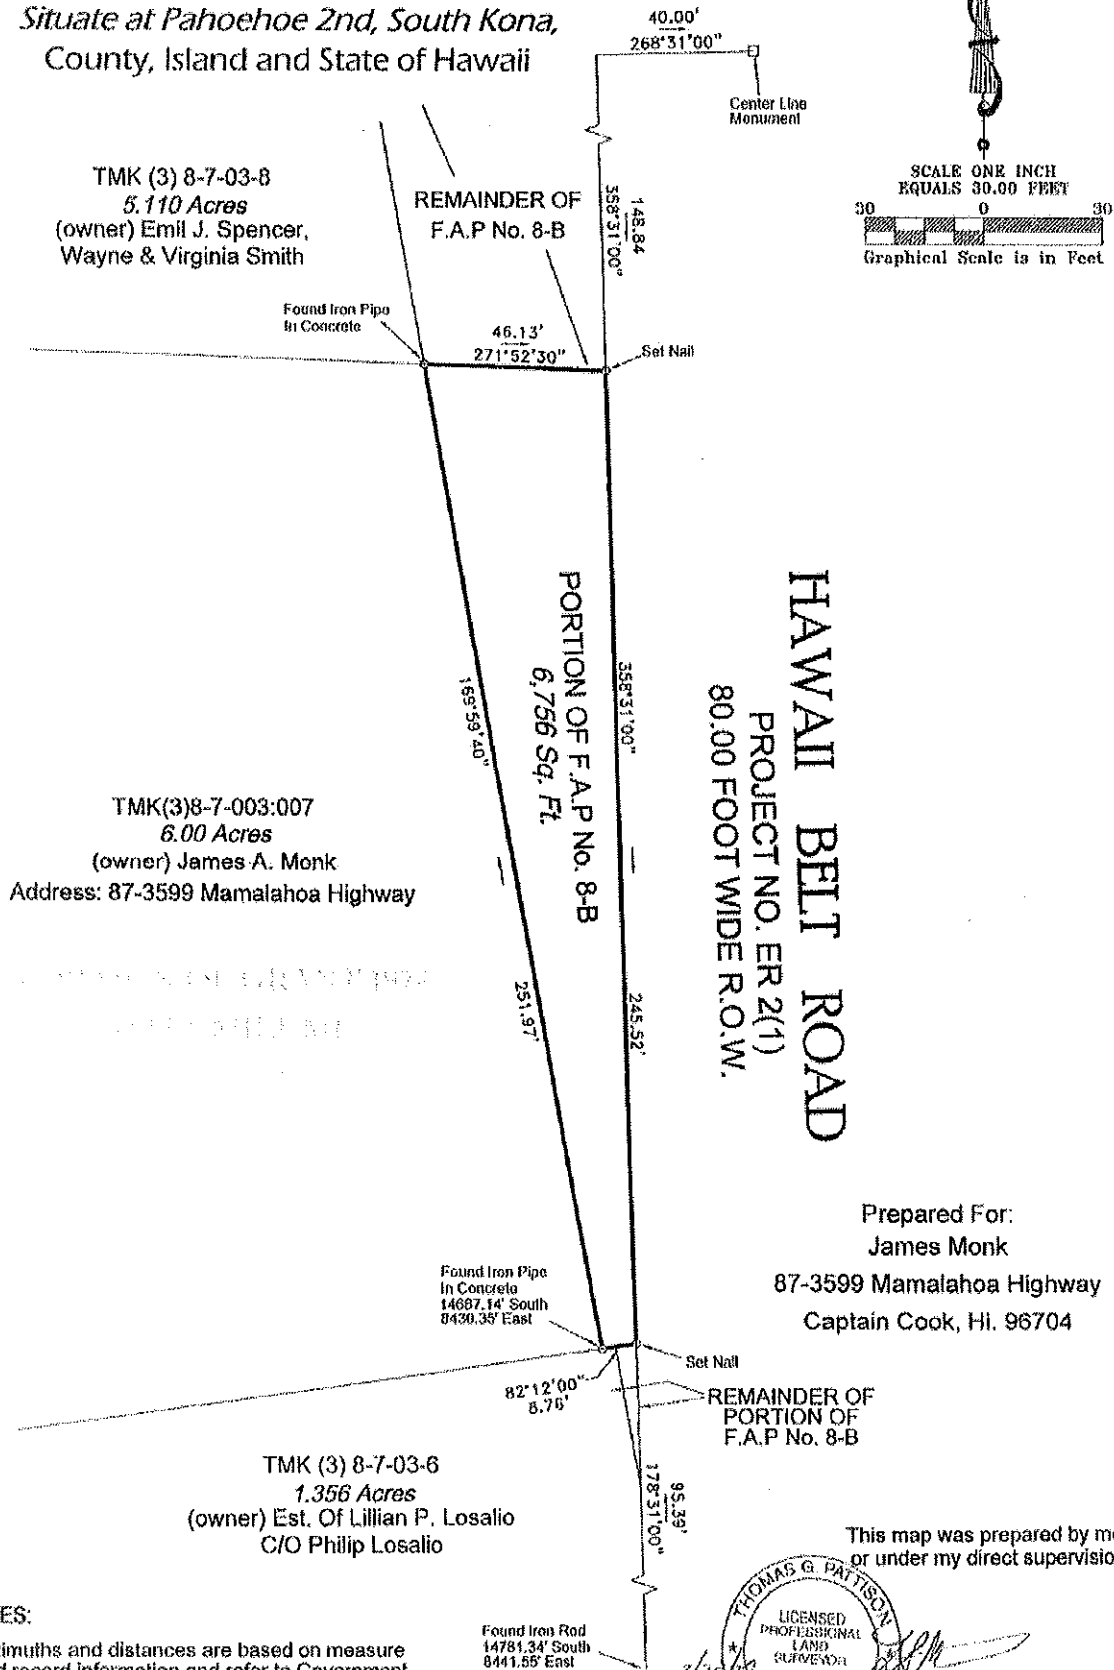 Situate at Pahoehoe 2nd, South Kona,
County, Island and State of Hawaii
40.00'
268°31'00"
Center Line
Monument
SCALE ONE INCH
EQUALS 30.00 FEET
30 0 30
Graphical Scale is in Feet
TMK (3) 8-7-03-8
5.110 Acres
(owner) Emil J. Spencer,
Wayne & Virginia Smith
REMAINDER OF
F.A.P No. 8-B
148.84
358°31'00"
Found Iron Pipe
In Concrete
46.13'
271°52'30"
Set Nail
PORTION OF F.A.P No. 8-B
6,756 Sq. Ft.
358°31'00"
245.52'
169°59'40"
251.97'
HAWAII BELT ROAD
PROJECT NO. ER 2(1)
80.00 FOOT WIDE R.O.W.
TMK(3)8-7-003:007
6.00 Acres
(owner) James A. Monk
Address: 87-3599 Mamalahoa Highway
Prepared For:
James Monk
87-3599 Mamalahoa Highway
Captain Cook, Hi. 96704
Found Iron Pipe
In Concrete
14687.14' South
8430.35' East
Set Nail
82°12'00"
8.76'
REMAINDER OF
PORTION OF
F.A.P No. 8-B
TMK (3) 8-7-03-6
1.356 Acres
(owner) Est. Of Lillian P. Losalio
C/O Philip Losalio
95.39'
178°31'00"
This map was prepared by me
or under my direct supervisio
THOMAS G. PATTISON
LICENSED
PROFESSIONAL
LAND
SURVEYOR
ES:
imuths and distances are based on measure
d record information and refer to Government
Found Iron Rod
14781.34' South
8441.55' East